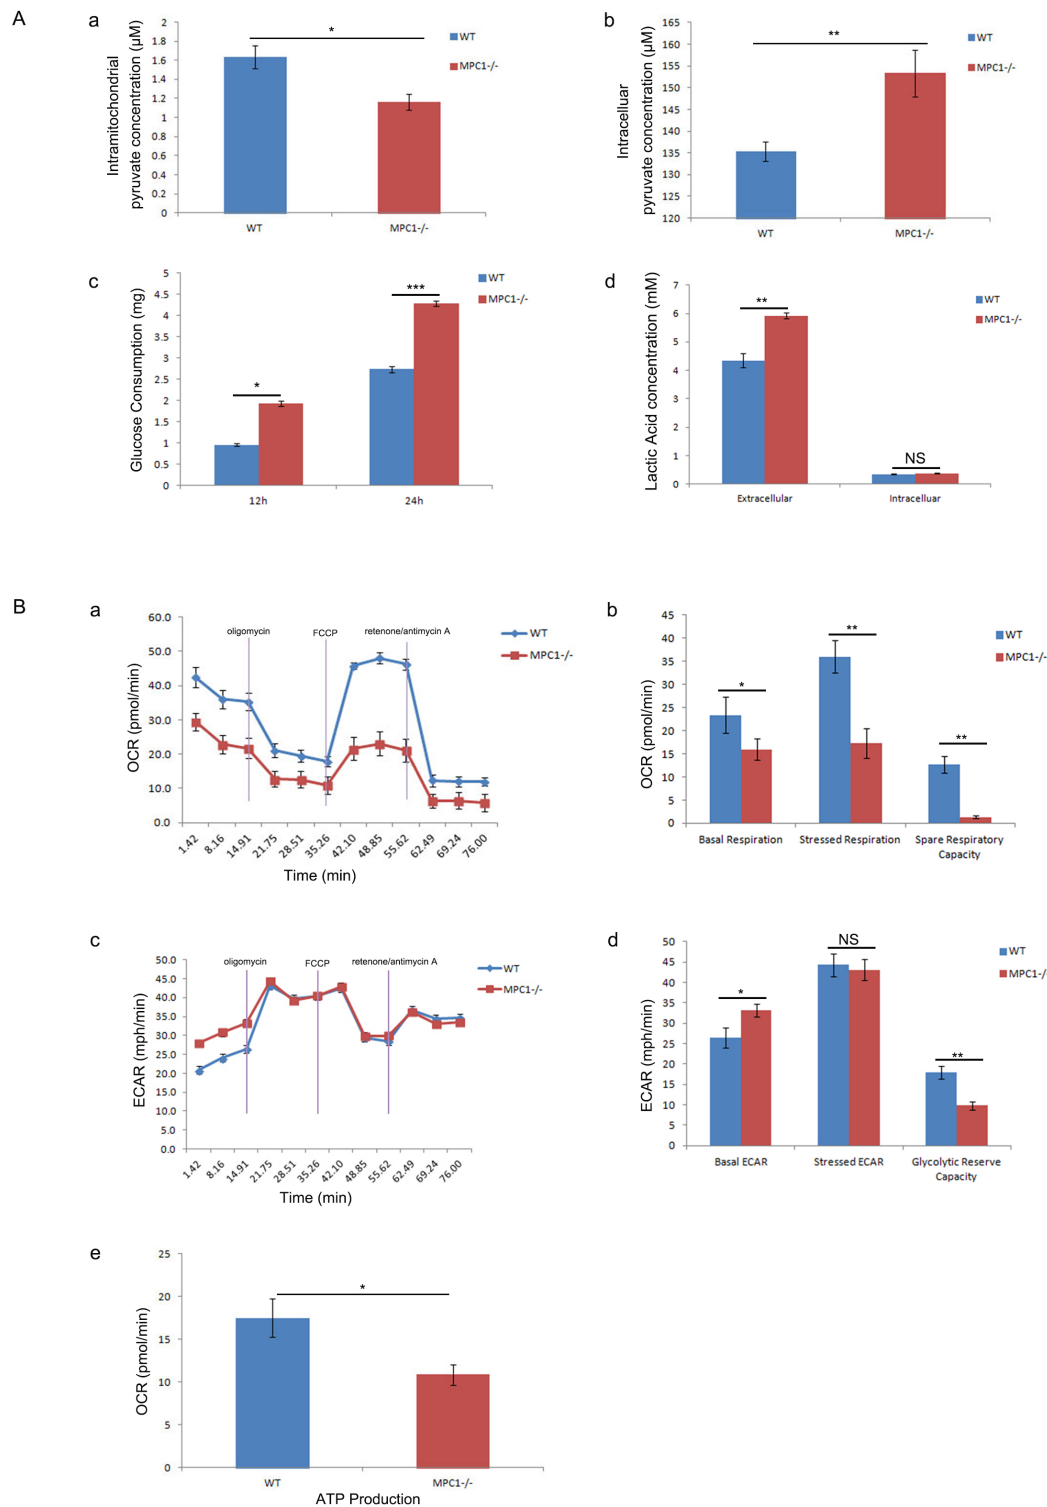 A
a
Intramitochondrial
pyruvate concentration (µM)
2
1.8
1.6
1.4
1.2
1
0.8
0.6
0.4
0.2
0
*
WT
MPC1-/-
WT
MPC1-/-
b
Intracelluar
pyruvate concentration (µM)
165
160
155
150
145
140
135
130
125
120
**
WT
MPC1-/-
WT
MPC1-/-
c
Glucose Consumption (mg)
5
4.5
4
3.5
3
2.5
2
1.5
1
0.5
0
*
***
12h
24h
WT
MPC1-/-
d
Lactic Acid concentration (mM)
7
6
5
4
3
2
1
0
**
NS
Extracellular
Intracelluar
WT
MPC1-/-
B
a
OCR (pmol/min)
60.0
50.0
40.0
30.0
20.0
10.0
0.0
oligomycin
FCCP
retenone/antimycin A
WT
MPC1-/-
1.42 8.16 14.91 21.75 28.51 35.26 42.10 48.85 55.62 62.49 69.24 76.00
Time (min)
b
OCR (pmol/min)
45
40
35
30
25
20
15
10
5
0
*
**
**
WT
MPC1-/-
Basal Respiration
Stressed Respiration
Spare Respiratory
Capacity
c
ECAR (mph/min)
50.0
45.0
40.0
35.0
30.0
25.0
20.0
15.0
10.0
5.0
0.0
oligomycin
FCCP
retenone/antimycin A
WT
MPC1-/-
1.42 8.16 14.91 21.75 28.51 35.26 42.10 48.85 55.62 62.49 69.24 76.00
Time (min)
d
ECAR (mph/min)
50
45
40
35
30
25
20
15
10
5
0
*
NS
**
WT
MPC1-/-
Basal ECAR
Stressed ECAR
Glycolytic Reserve
Capacity
e
OCR (pmol/min)
25
20
15
10
5
0
*
WT
MPC1-/-
ATP Production